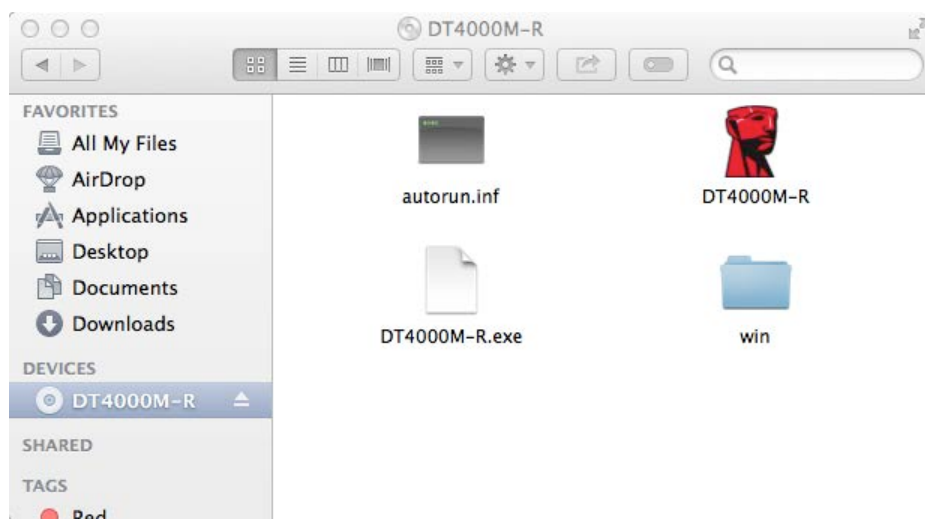 DT4000M-R
FAVORITES
All My Files
AirDrop
Applications
Desktop
Documents
Downloads
DEVICES
DT4000M-R
SHARED
TAGS
Red
autorun.inf
DT4000M-R
DT4000M-R.exe
win